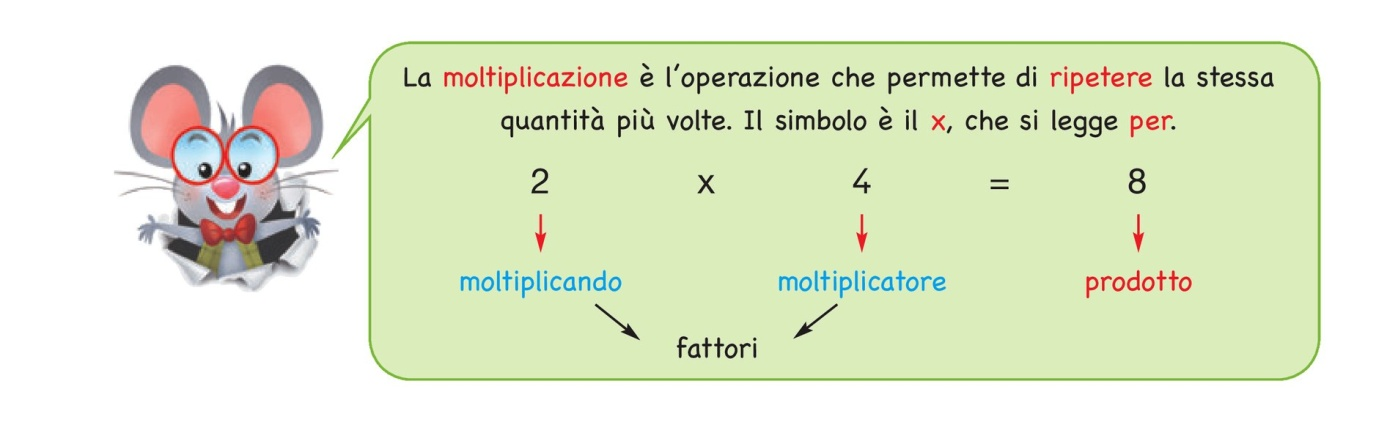 La moltiplicazione è l'operazione che permette di ripetere la stessa
quantità più volte. Il simbolo è il x, che si legge per.
2 x 4 = 8
moltiplicando moltiplicatore prodotto
fattori